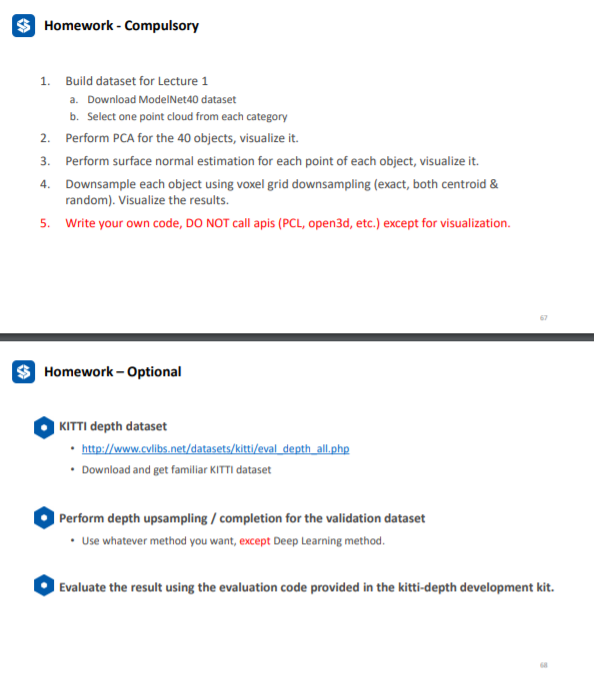 Homework - Compulsory
1. Build dataset for Lecture 1
a. Download ModelNet40 dataset
b. Select one point cloud from each category
2. Perform PCA for the 40 objects, visualize it.
3. Perform surface normal estimation for each point of each object, visualize it.
4. Downsample each object using voxel grid downsampling (exact, both centroid &
random). Visualize the results.
5. Write your own code, DO NOT call apis (PCL, open3d, etc.) except for visualization.
67
Homework – Optional
KITTI depth dataset
• http://www.cvlibs.net/datasets/kitti/eval_depth_all.php
• Download and get familiar KITTI dataset
Perform depth upsampling / completion for the validation dataset
• Use whatever method you want, except Deep Learning method.
Evaluate the result using the evaluation code provided in the kitti-depth development kit.
68